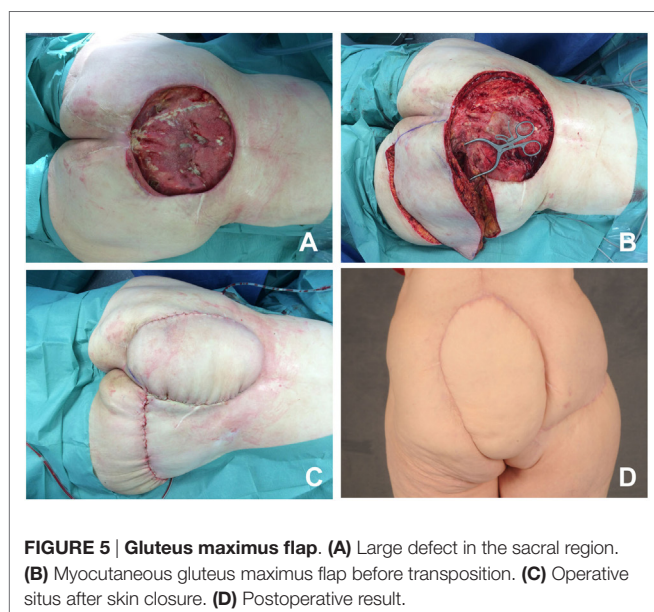 A
B
C
D
FIGURE 5 | Gluteus maximus flap. (A) Large defect in the sacral region.
(B) Myocutaneous gluteus maximus flap before transposition. (C) Operative
situs after skin closure. (D) Postoperative result.